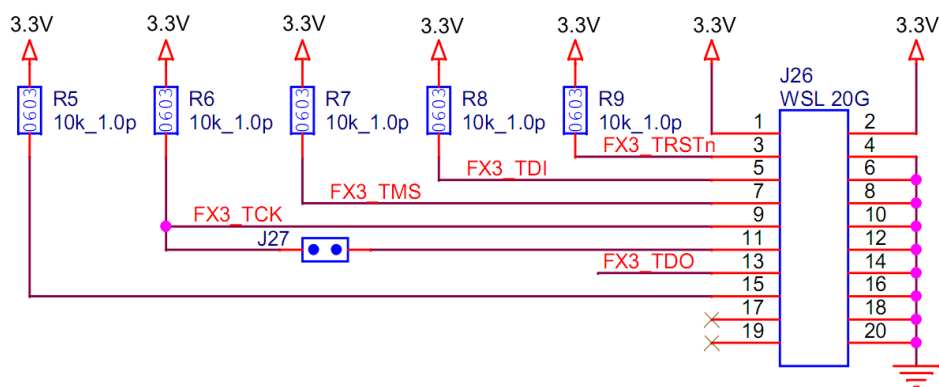 3.3V 3.3V 3.3V 3.3V 3.3V 3.3V 3.3V
J26
WSL 20G
0603 R5 0603 R6 0603 R7 0603 R8 0603 R9
10k_1.0p 10k_1.0p 10k_1.0p 10k_1.0p 10k_1.0p
1 2
FX3_TRSTn 3 4
FX3_TDI 5 6
FX3_TMS 7 8
FX3_TCK 9 10
J27 11 12
FX3_TDO 13 14
15 16
17 18
19 20